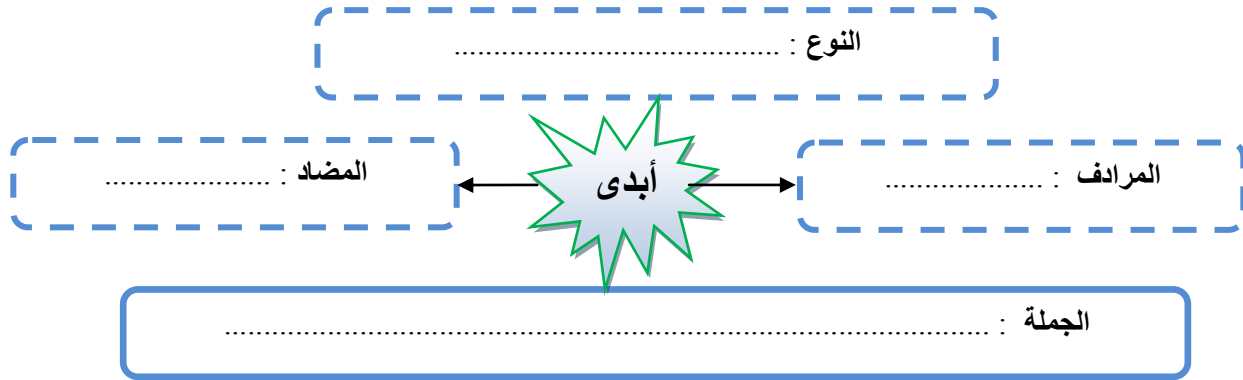 النوع : .....................................
المرادف : ...................
أبدى
المضاد : ....................
الجملة : .......................................................................................